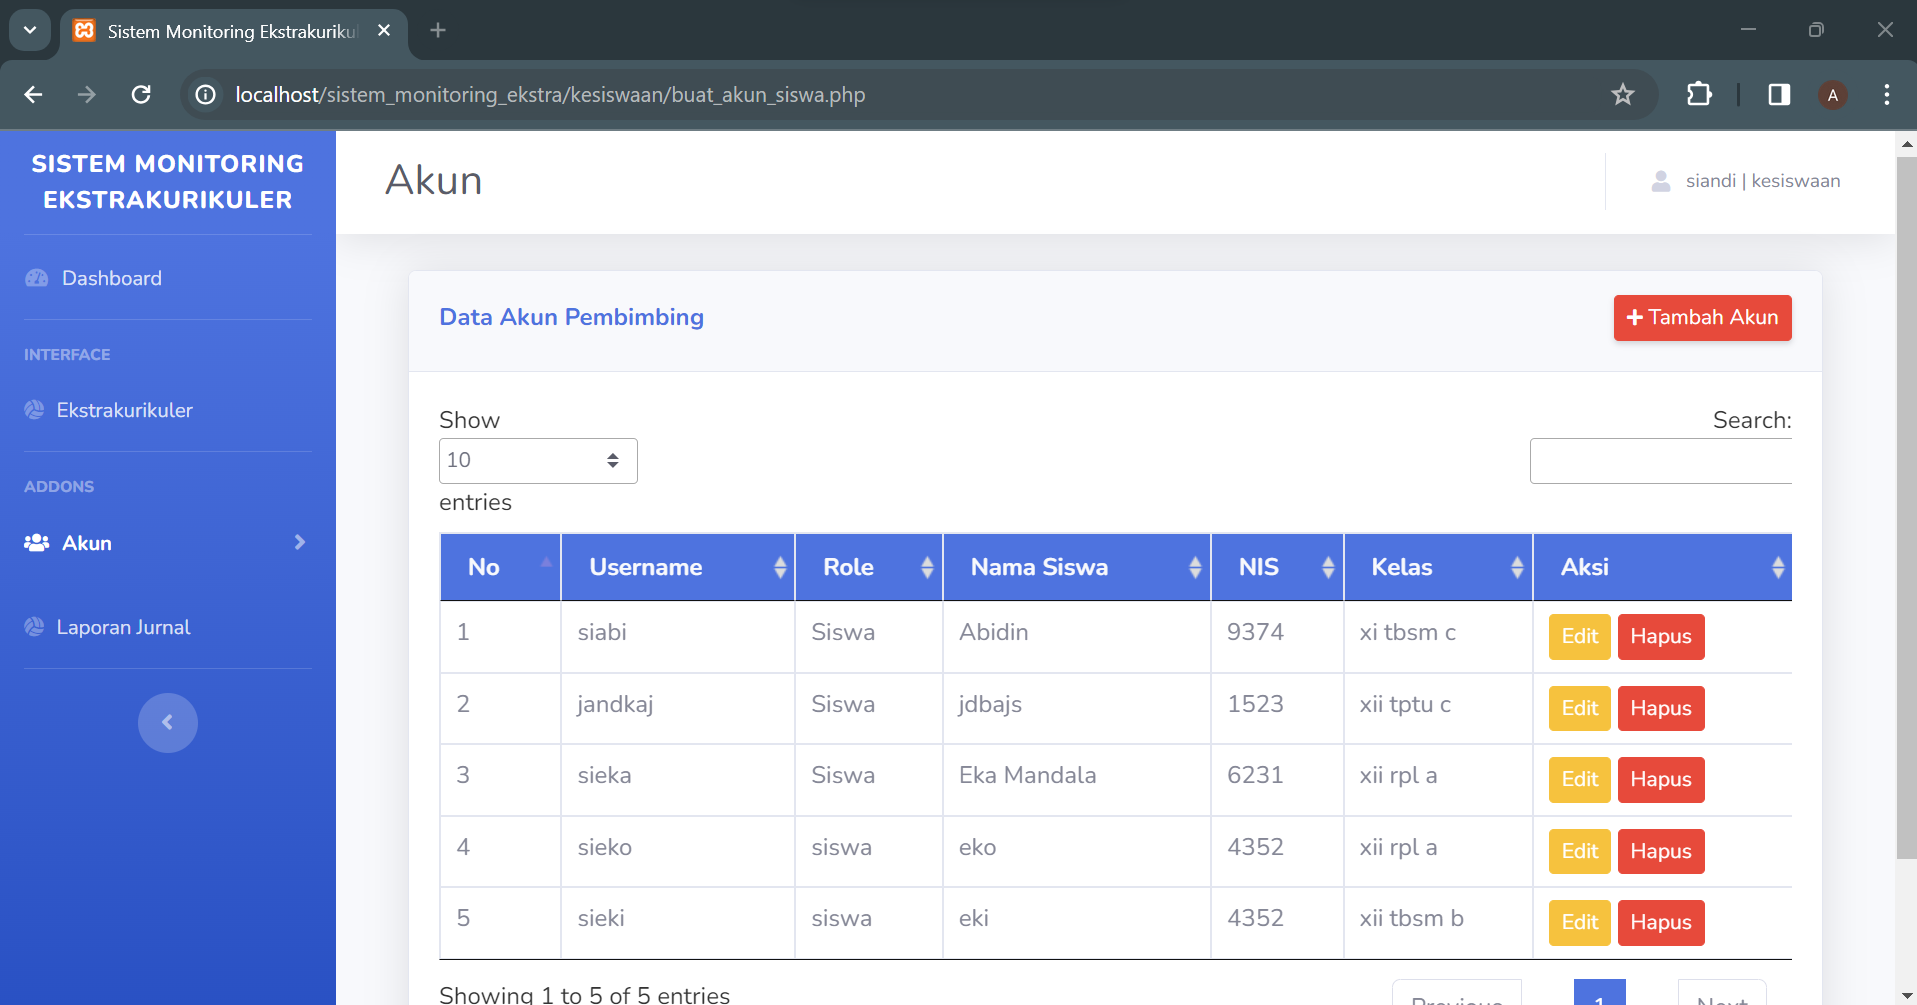 Sistem Monitoring Ekstrakuriku
localhost/sistem_monitoring_ekstra/kesiswaan/buat_akun_siswa.php
A
SISTEM MONITORING
EKSTRAKURIKULER
Dashboard
INTERFACE
Ekstrakurikuler
ADDONS
Akun
Laporan Jurnal
Akun
siandi | kesiswaan
Data Akun Pembimbing
Tambah Akun
Show
10
entries
Search:
No Username Role Nama Siswa NIS Kelas Aksi
1 siabi Siswa Abidin 9374 xi tbsm c Edit Hapus
2 jandkaj Siswa jdbajs 1523 xii tptu c Edit Hapus
3 sieka Siswa Eka Mandala 6231 xii rpl a Edit Hapus
4 sieko siswa eko 4352 xii rpl a Edit Hapus
5 sieki siswa eki 4352 xii tbsm b Edit Hapus
Showing 1 to 5 of 5 entries
Previous 1 Next